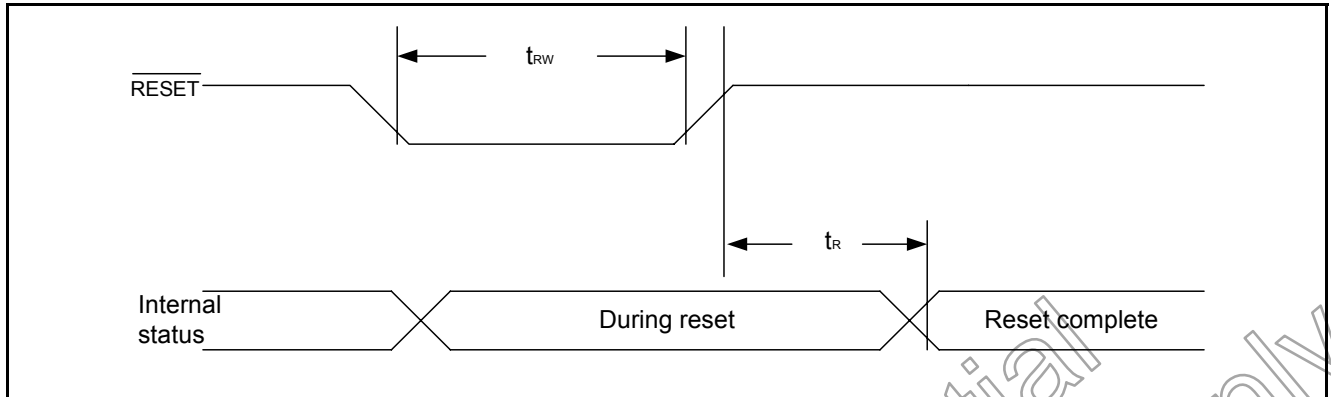 tRW
RESET
tR
Internal
status
During reset
Reset complete